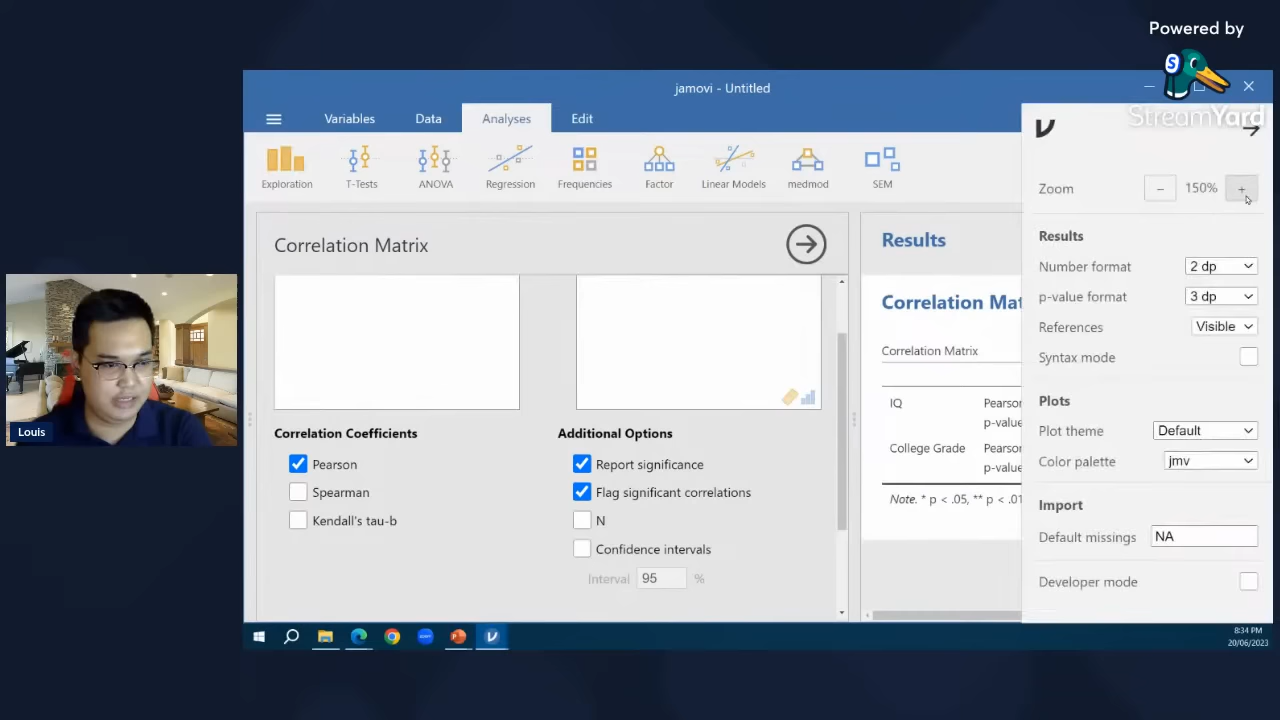 Powered by
StreamYard
jamovi - Untitled
Variables
Data
Analyses
Edit
Exploration
T-Tests
ANOVA
Regression
Frequencies
Factor
Linear Models
medmod
SEM
Zoom
150%
Correlation Matrix
Results
Results
Number format
2 dp
p-value format
3 dp
References
Visible
Syntax mode
Correlation Mat
Correlation Matrix
IQ
Pearson
p-value
College Grade
Pearson
p-value
Note. * p < .05, ** p < .01
Plots
Plot theme
Default
Color palette
jmv
Import
Default missings
NA
Developer mode
Correlation Coefficients
Pearson
Spearman
Kendall's tau-b
Additional Options
Report significance
Flag significant correlations
N
Confidence intervals
Interval
95
%
Louis
8:34 PM
20/06/2023